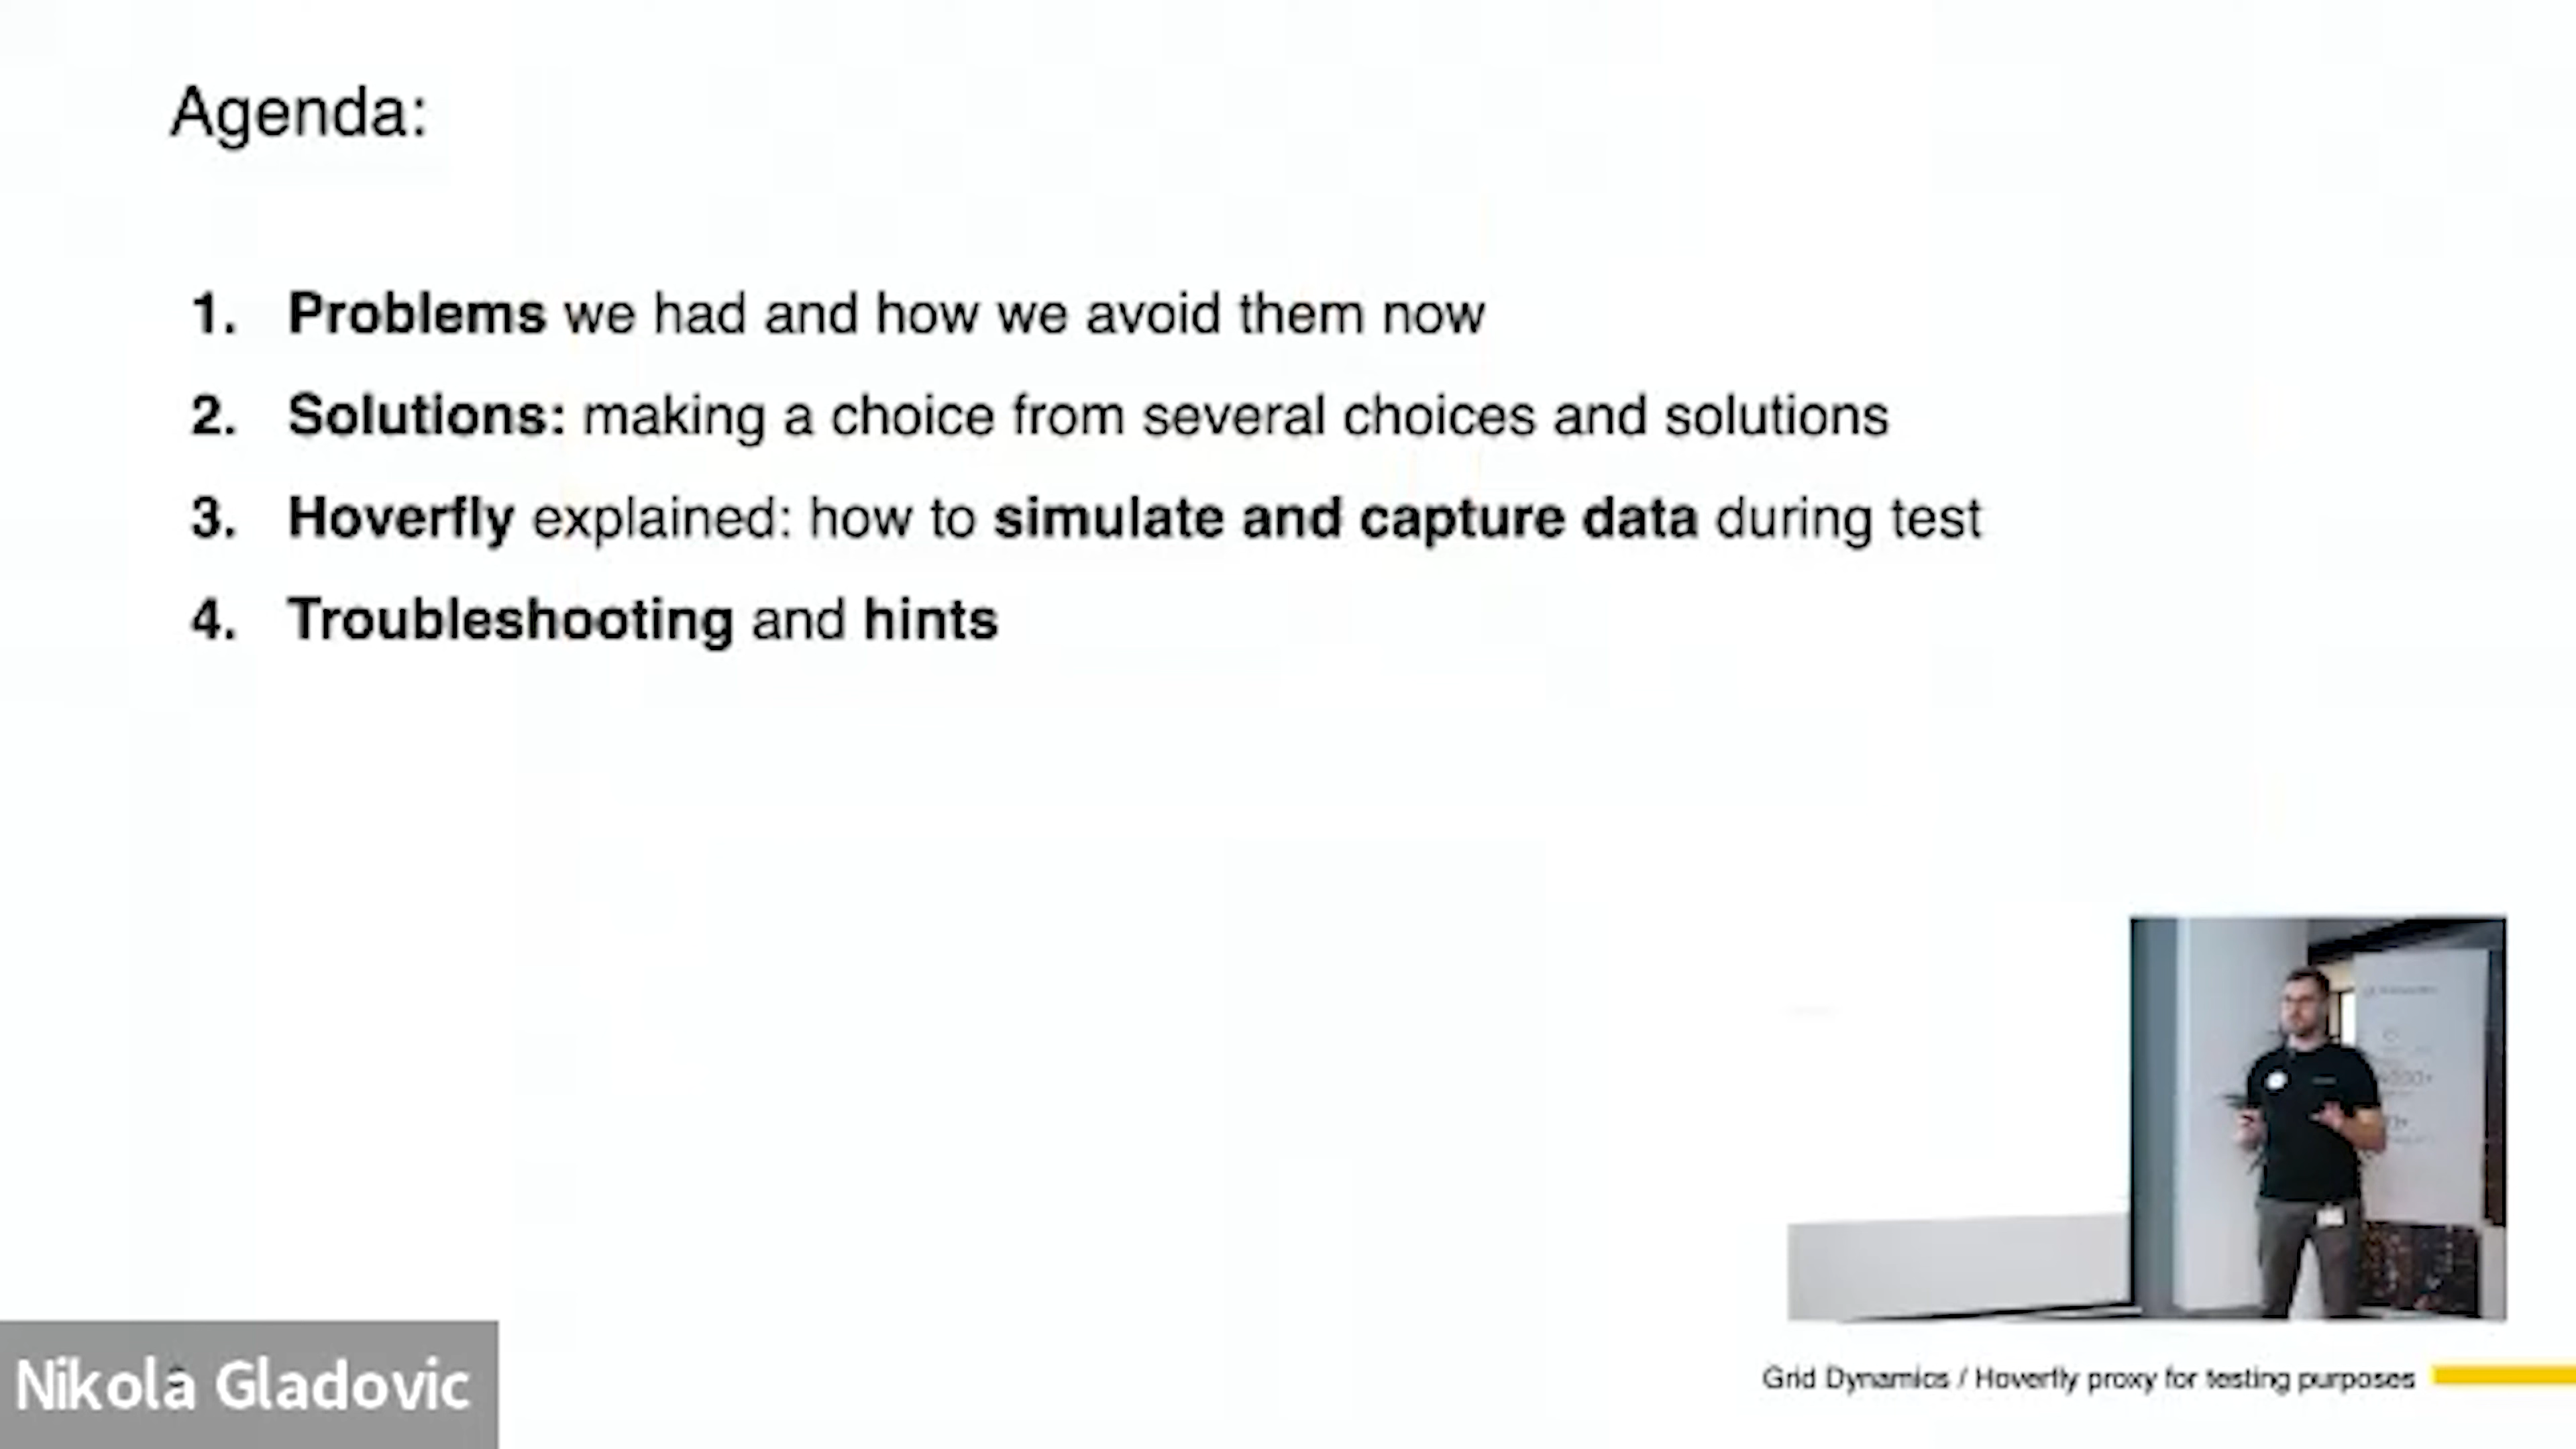 Agenda:
1. Problems we had and how we avoid them now
2. Solutions: making a choice from several choices and solutions
3. Hoverfly explained: how to simulate and capture data during test
4. Troubleshooting and hints
Nikola Gladovic
Grid Dynamics / Hoverfly proxy for testing purposes